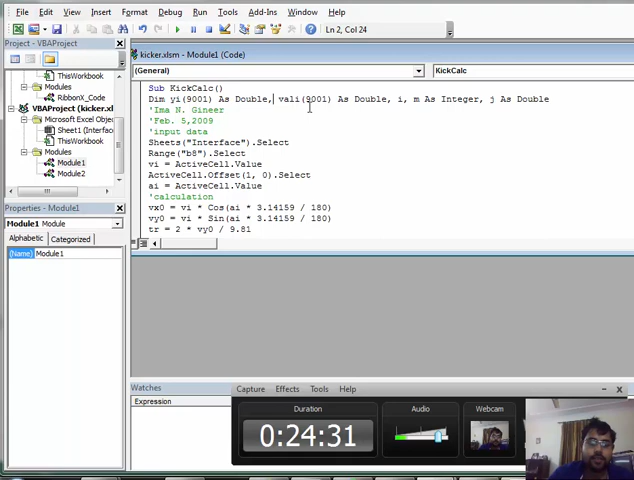 File Edit View Insert Format Debug Run Tools Add-Ins Window Help
Ln 2, Col 24
Project - VBAProject
ThisWorkbook
Modules
RibbonX_Code
VBAProject (kicker.xl
Microsoft Excel Objec
Sheet1 (Interfac
ThisWorkbook
Modules
Module1
Module2
Properties - Module1
Module1 Module
Alphabetic Categorized
(Name) Module1
kicker.xlsm - Module1 (Code)
(General) KickCalc
Sub KickCalc()
Dim yi(9001) As Double, vali(9001) As Double, i, m As Integer, j As Double
'Ima N. Gineer
'Feb. 5,2009
'input data
Sheets("Interface").Select
Range("b8").Select
vi = ActiveCell.Value
ActiveCell.Offset(1, 0).Select
ai = ActiveCell.Value
'calculation
vx0 = vi * Cos(ai * 3.14159 / 180)
vy0 = vi * Sin(ai * 3.14159 / 180)
tr = 2 * vy0 / 9.81
Watches
Expression
Capture Effects Tools Help
Duration
0:24:31
Audio
Webcam